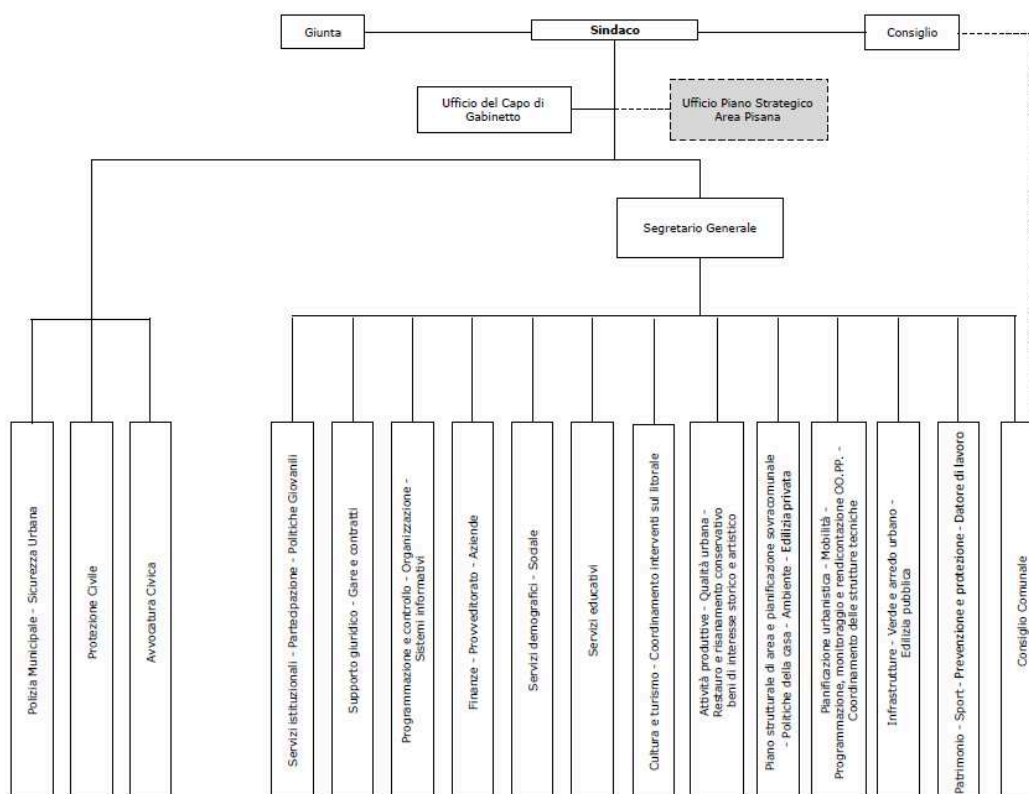 Giunta
Sindaco
Consiglio
Ufficio del Capo di
Gabinetto
Ufficio Piano Strategico
Area Pisana
Segretario Generale
Polizia Municipale - Sicurezza Urbana
Protezione Civile
Avvocatura Civica
Servizi istituzionali - Partecipazione - Politiche Giovanili
Supporto giuridico - Gare e contratti
Programmazione e controllo - Organizzazione -
Sistemi informativi
Finanze - Provveditorato - Aziende
Servizi demografici - Sociale
Servizi educativi
Cultura e turismo - Coordinamento interventi sul litorale
Attività produttive - Qualità urbana -
Restauro e risanamento conservativo
beni di interesse storico e artistico
Piano strutturale di area e pianificazione sovracomunale
- Politiche della casa - Ambiente - Edilizia privata
Pianificazione urbanistica - Mobilità -
Programmazione, monitoraggio e rendicontazione OO.PP. -
Coordinamento delle strutture tecniche
Infrastrutture - Verde e arredo urbano -
Edilizia pubblica
Patrimonio - Sport - Prevenzione e protezione - Datore di lavoro
Consiglio Comunale